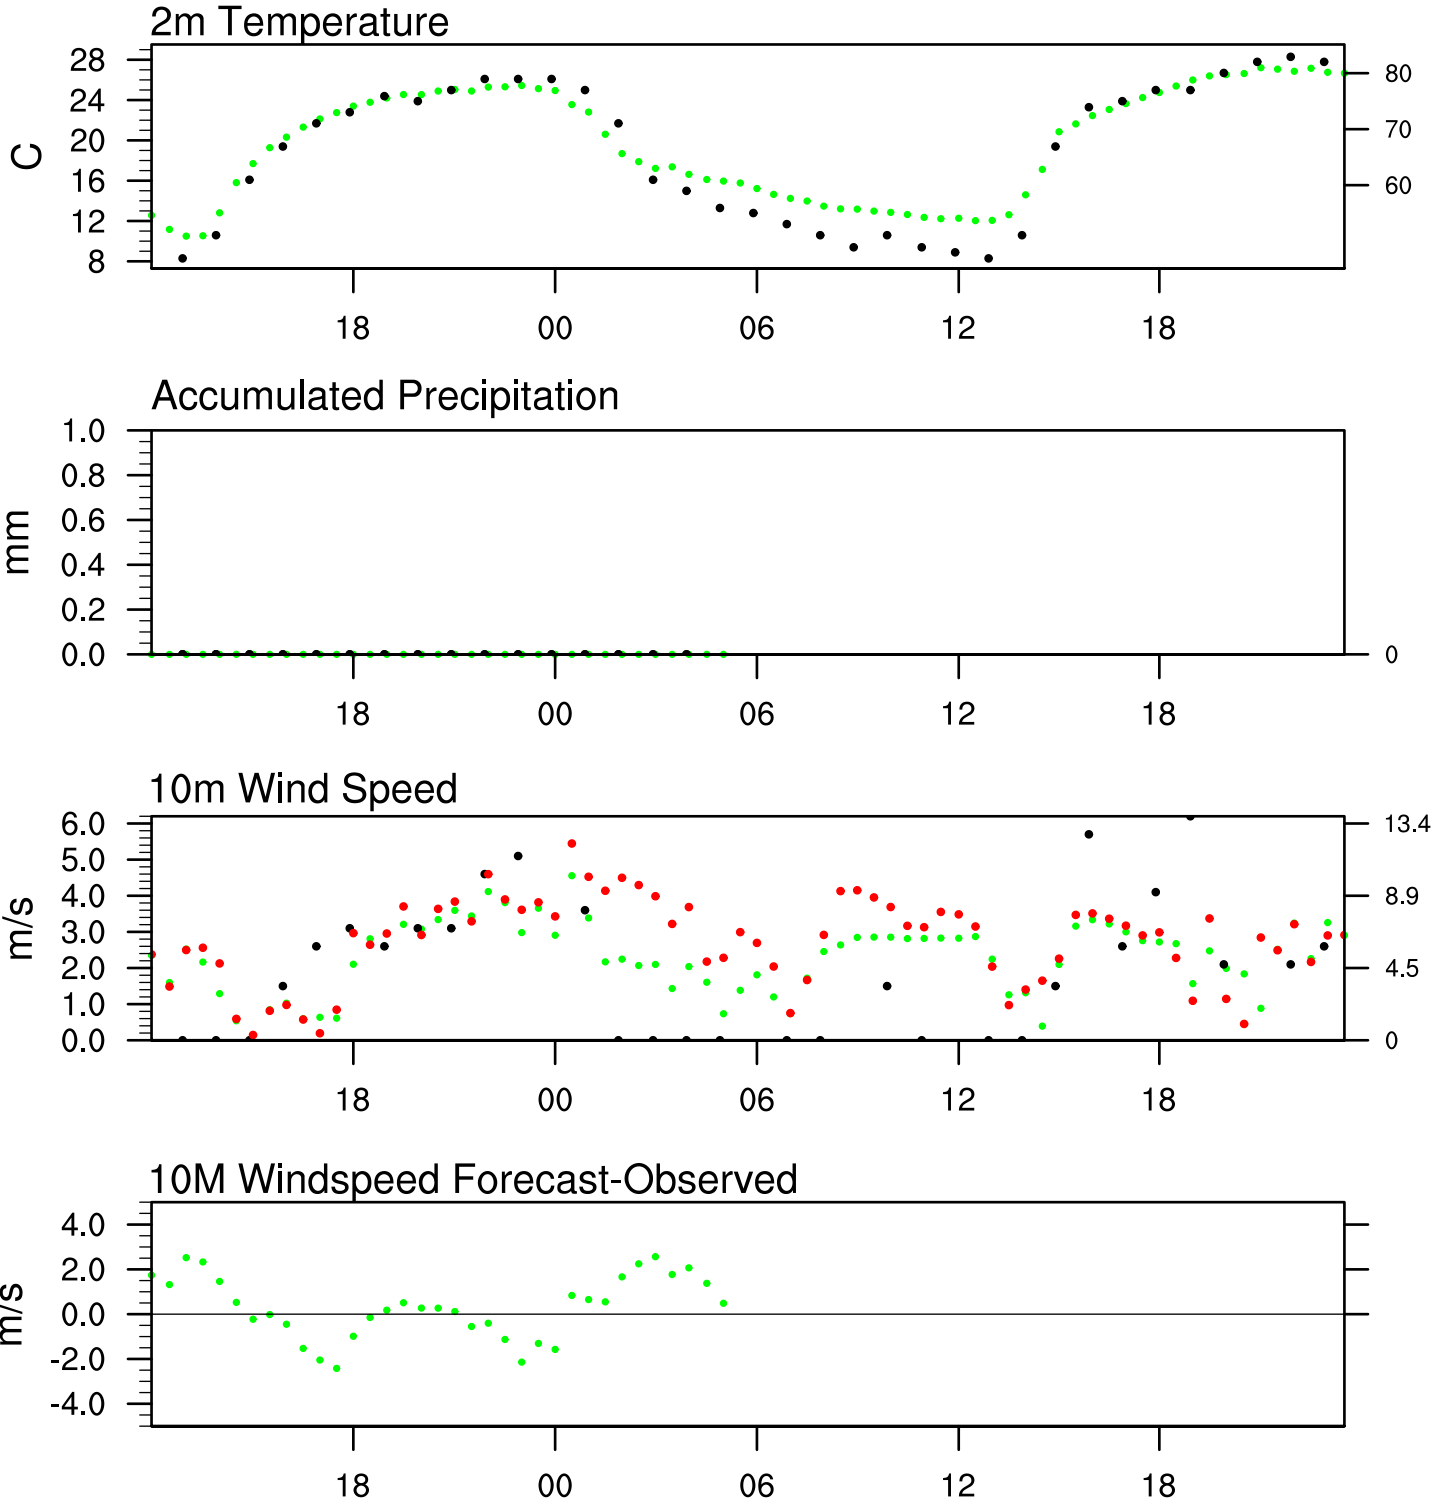 2m Temperature
28
24
20
16
12
8
C
80
70
60
18 00 06 12 18
Accumulated Precipitation
1.0
0.8
0.6
0.4
0.2
0.0
mm
0
18 00 06 12 18
10m Wind Speed
6.0
5.0
4.0
3.0
2.0
1.0
0.0
m/s
13.4
8.9
4.5
0
18 00 06 12 18
10M Windspeed Forecast-Observed
4.0
2.0
0.0
-2.0
-4.0
m/s
18 00 06 12 18